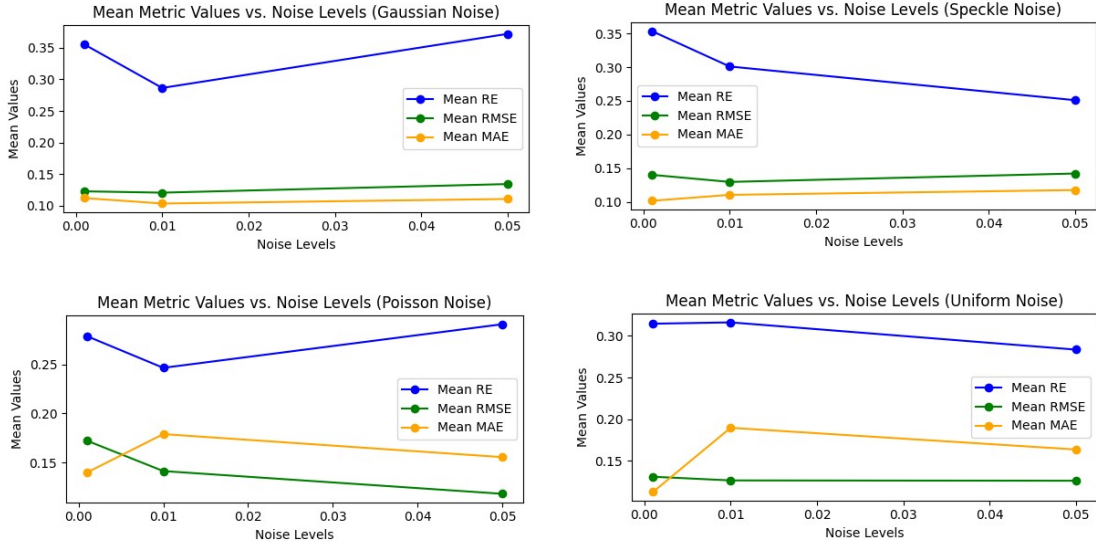 Mean Metric Values vs. Noise Levels (Gaussian Noise)
Mean Values
0.35
0.30
0.25
0.20
0.15
0.10
Mean RE
Mean RMSE
Mean MAE
0.00 0.01 0.02 0.03 0.04 0.05
Noise Levels
Mean Metric Values vs. Noise Levels (Speckle Noise)
Mean Values
0.35
0.30
0.25
0.20
0.15
0.10
Mean RE
Mean RMSE
Mean MAE
0.00 0.01 0.02 0.03 0.04 0.05
Noise Levels
Mean Metric Values vs. Noise Levels (Poisson Noise)
Mean Values
0.25
0.20
0.15
Mean RE
Mean RMSE
Mean MAE
0.00 0.01 0.02 0.03 0.04 0.05
Noise Levels
Mean Metric Values vs. Noise Levels (Uniform Noise)
Mean Values
0.30
0.25
0.20
0.15
Mean RE
Mean RMSE
Mean MAE
0.00 0.01 0.02 0.03 0.04 0.05
Noise Levels